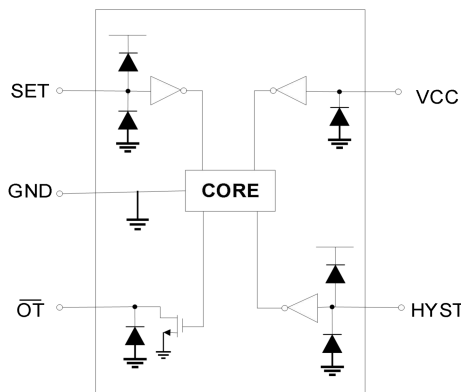 SET
VCC
GND
CORE
OT
HYST